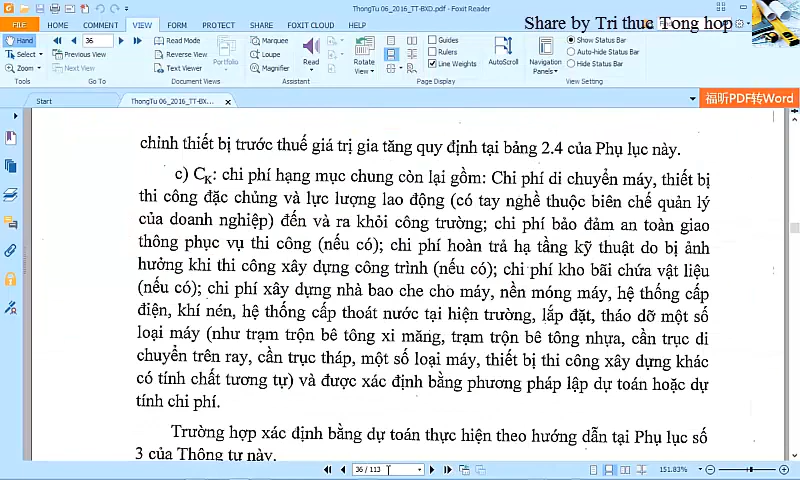 ThongTu 06_2016_TT-BXD.pdf - Foxit Reader
Share by Tri thuc Tong hop
FILE HOME COMMENT VIEW FORM PROTECT SHARE FOXIT CLOUD HELP
Hand 36 Read Mode Marquee Guides Show Status Bar
Select Previous View Reverse View Loupe Rulers Auto-hide Status Bar
Zoom Next View Text Viewer Portfolio Magnifier Read Rotate View Line Weights AutoScroll Navigation Panels Hide Status Bar
Tools Go To Document Views Assistant Page Display View Setting
Start ThongTu 06_2016_TT-BX... 福昕PDF转Word
chỉnh thiết bị trước thuế giá trị gia tăng quy định tại bảng 2.4 của Phụ lục này.
c) CK: chi phí hạng mục chung còn lại gồm: Chi phí di chuyển máy, thiết bị
thi công đặc chủng và lực lượng lao động (có tay nghề thuộc biên chế quản lý
của doanh nghiệp) đến và ra khỏi công trường; chi phí bảo đảm an toàn giao
thông phục vụ thi công (nếu có); chi phí hoàn trả hạ tầng kỹ thuật do bị ảnh
hưởng khi thi công xây dựng công trình (nếu có); chi phí kho bãi chứa vật liệu
(nếu có); chi phí xây dựng nhà bao che cho máy, nền móng máy, hệ thống cấp
điện, khí nén, hệ thống cấp thoát nước tại hiện trường, lắp đặt, tháo dỡ một số
loại máy (như trạm trộn bê tông xi măng, trạm trộn bê tông nhựa, cần trục di
chuyển trên ray, cần trục tháp, một số loại máy, thiết bị thi công xây dựng khác
có tính chất tương tự) và được xác định bằng phương pháp lập dự toán hoặc dự
tính chi phí.
Trường hợp xác định bằng dự toán thực hiện theo hướng dẫn tại Phụ lục số
3 của Thông tư này.
36 / 113 151.83%